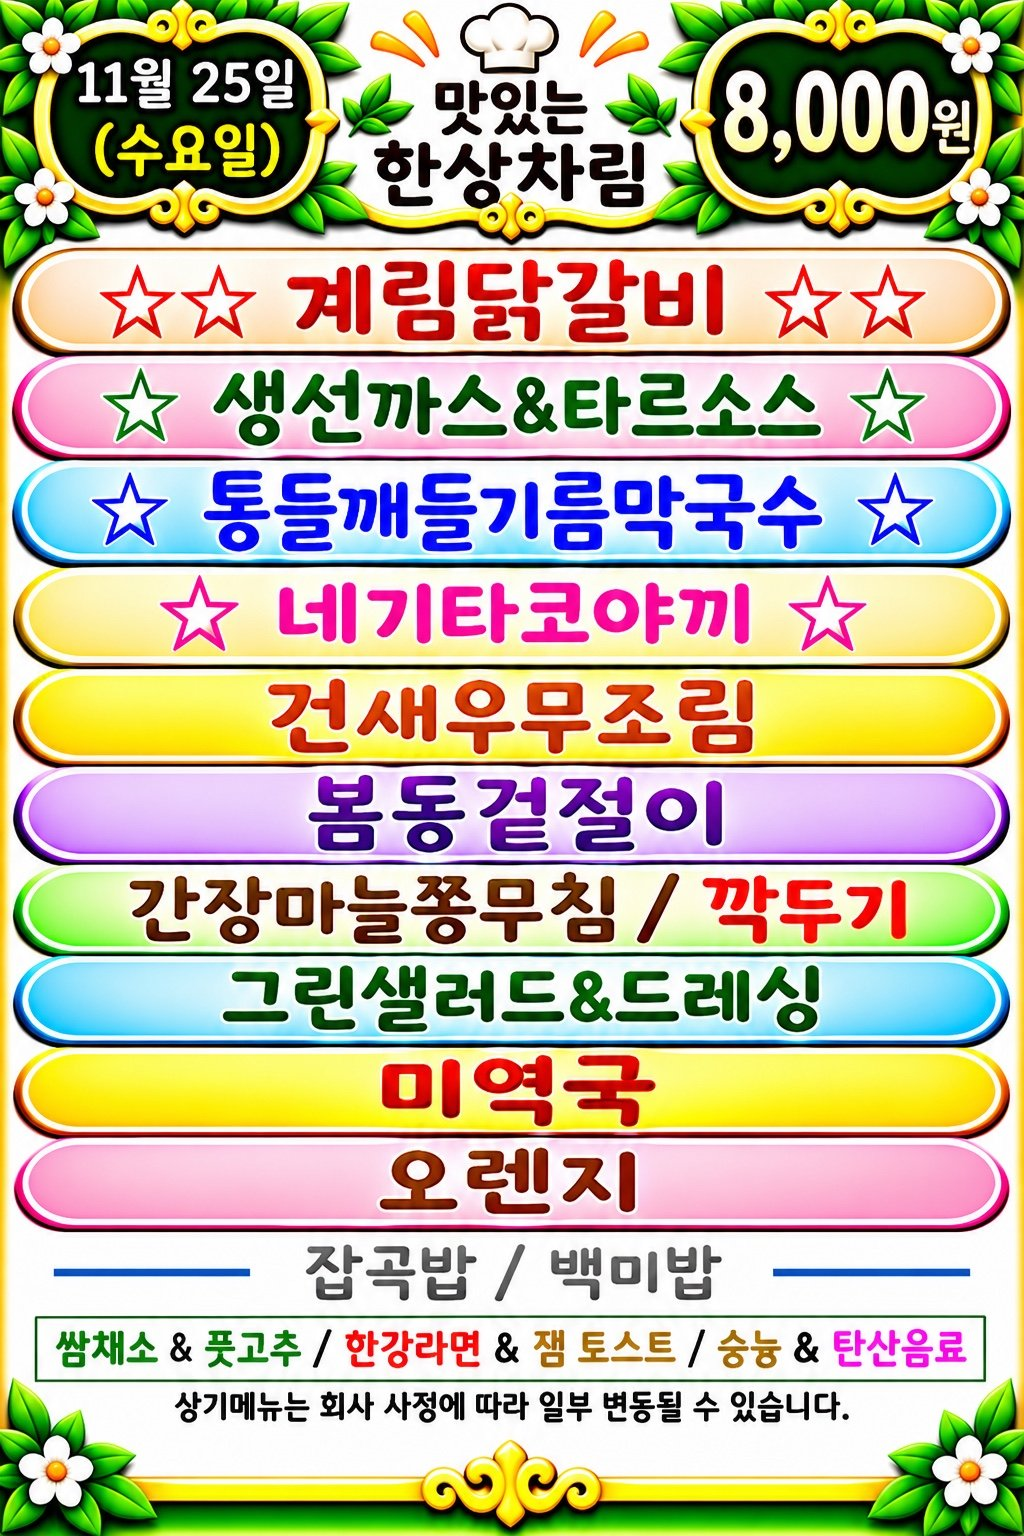 11월 25일
(수요일)
맛있는
한상차림
8,000원
☆☆ 계림닭갈비 ☆☆
☆ 생선까스&타르소스 ☆
☆ 통들깨들기름막국수 ☆
☆ 네기타코야끼 ☆
건새우무조림
봄동겉절이
간장마늘쫑무침 / 깍두기
그린샐러드&드레싱
미역국
오렌지
잡곡밥 / 백미밥
쌈채소 & 풋고추 / 한강라면 & 잼 토스트 / 숭늉 & 탄산음료
상기메뉴는 회사 사정에 따라 일부 변동될 수 있습니다.